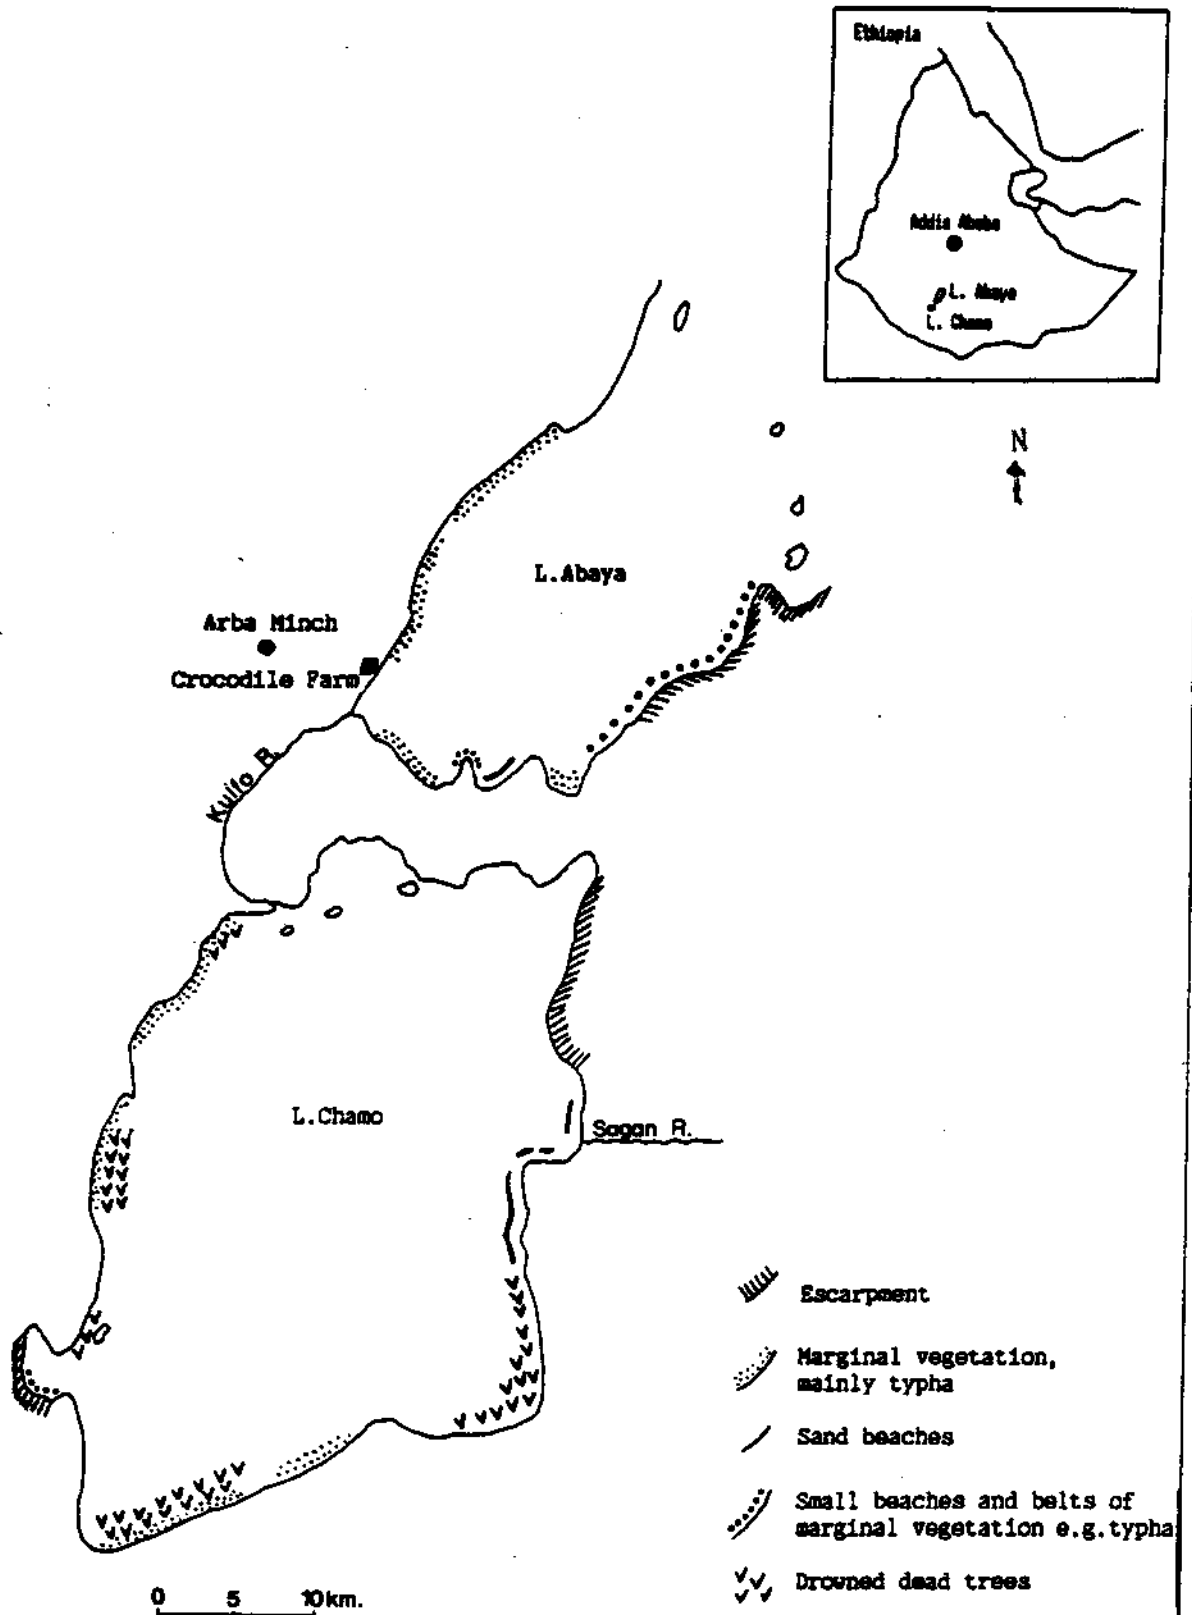 Ethiopia
Addis Ababa
L. Abaya
L. Chamo
N
L.Abaya
Arba Minch
Crocodile Farm
Kulfo R.
L.Chamo
Sagan R.
Escarpment
Marginal vegetation,
mainly typha
Sand beaches
Small beaches and belts of
marginal vegetation e.g.typha
Drowned dead trees
0 5 10km.